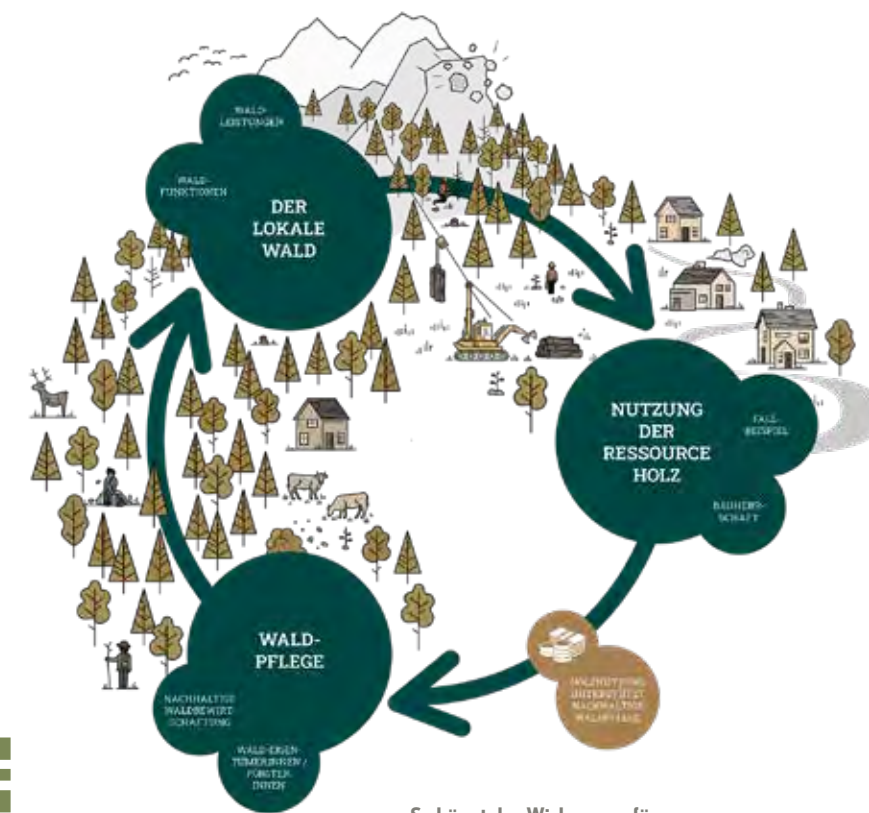 WALD-
LEISTUNGEN
WALD-
FUNKTIONEN
DER
LOKALE
WALD
NUTZUNG
DER
RESSOURCE
HOLZ
FALL-
BEISPIEL
BAUHERR-
SCHAFT
HOLZNUTZUNG
UNTERSTÜTZT
NACHHALTIGE
WALDPFLEGE
WALD-
PFLEGE
NACHHALTIGE
WALDBEWIRT-
SCHAFTUNG
WALD-EIGEN-
TÜMERINNEN /
FÖRSTER
INNEN